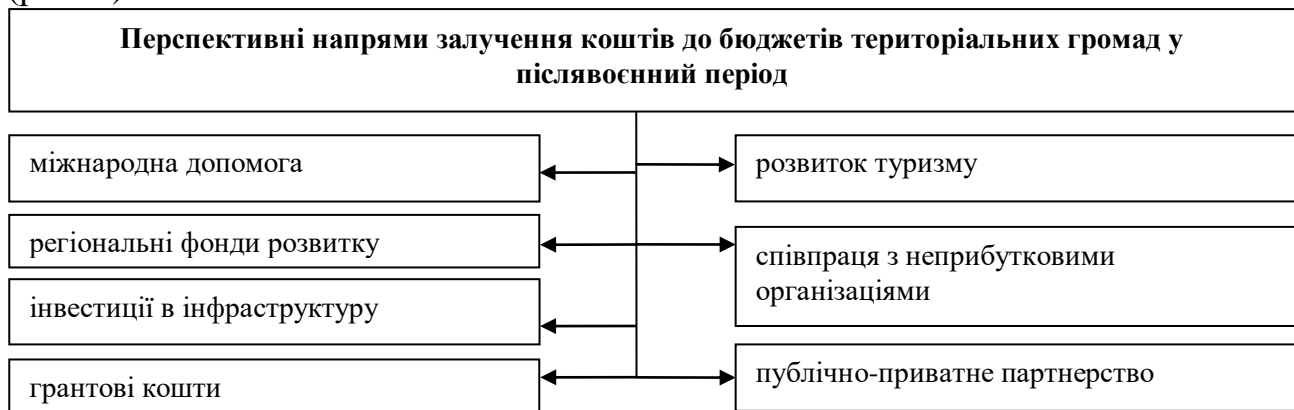 Перспективні напрями залучення коштів до бюджетів територіальних громад у
післявоєнний період
міжнародна допомога
регіональні фонди розвитку
інвестиції в інфраструктуру
грантові кошти
розвиток туризму
співпраця з неприбутковими
організаціями
публічно-приватне партнерство